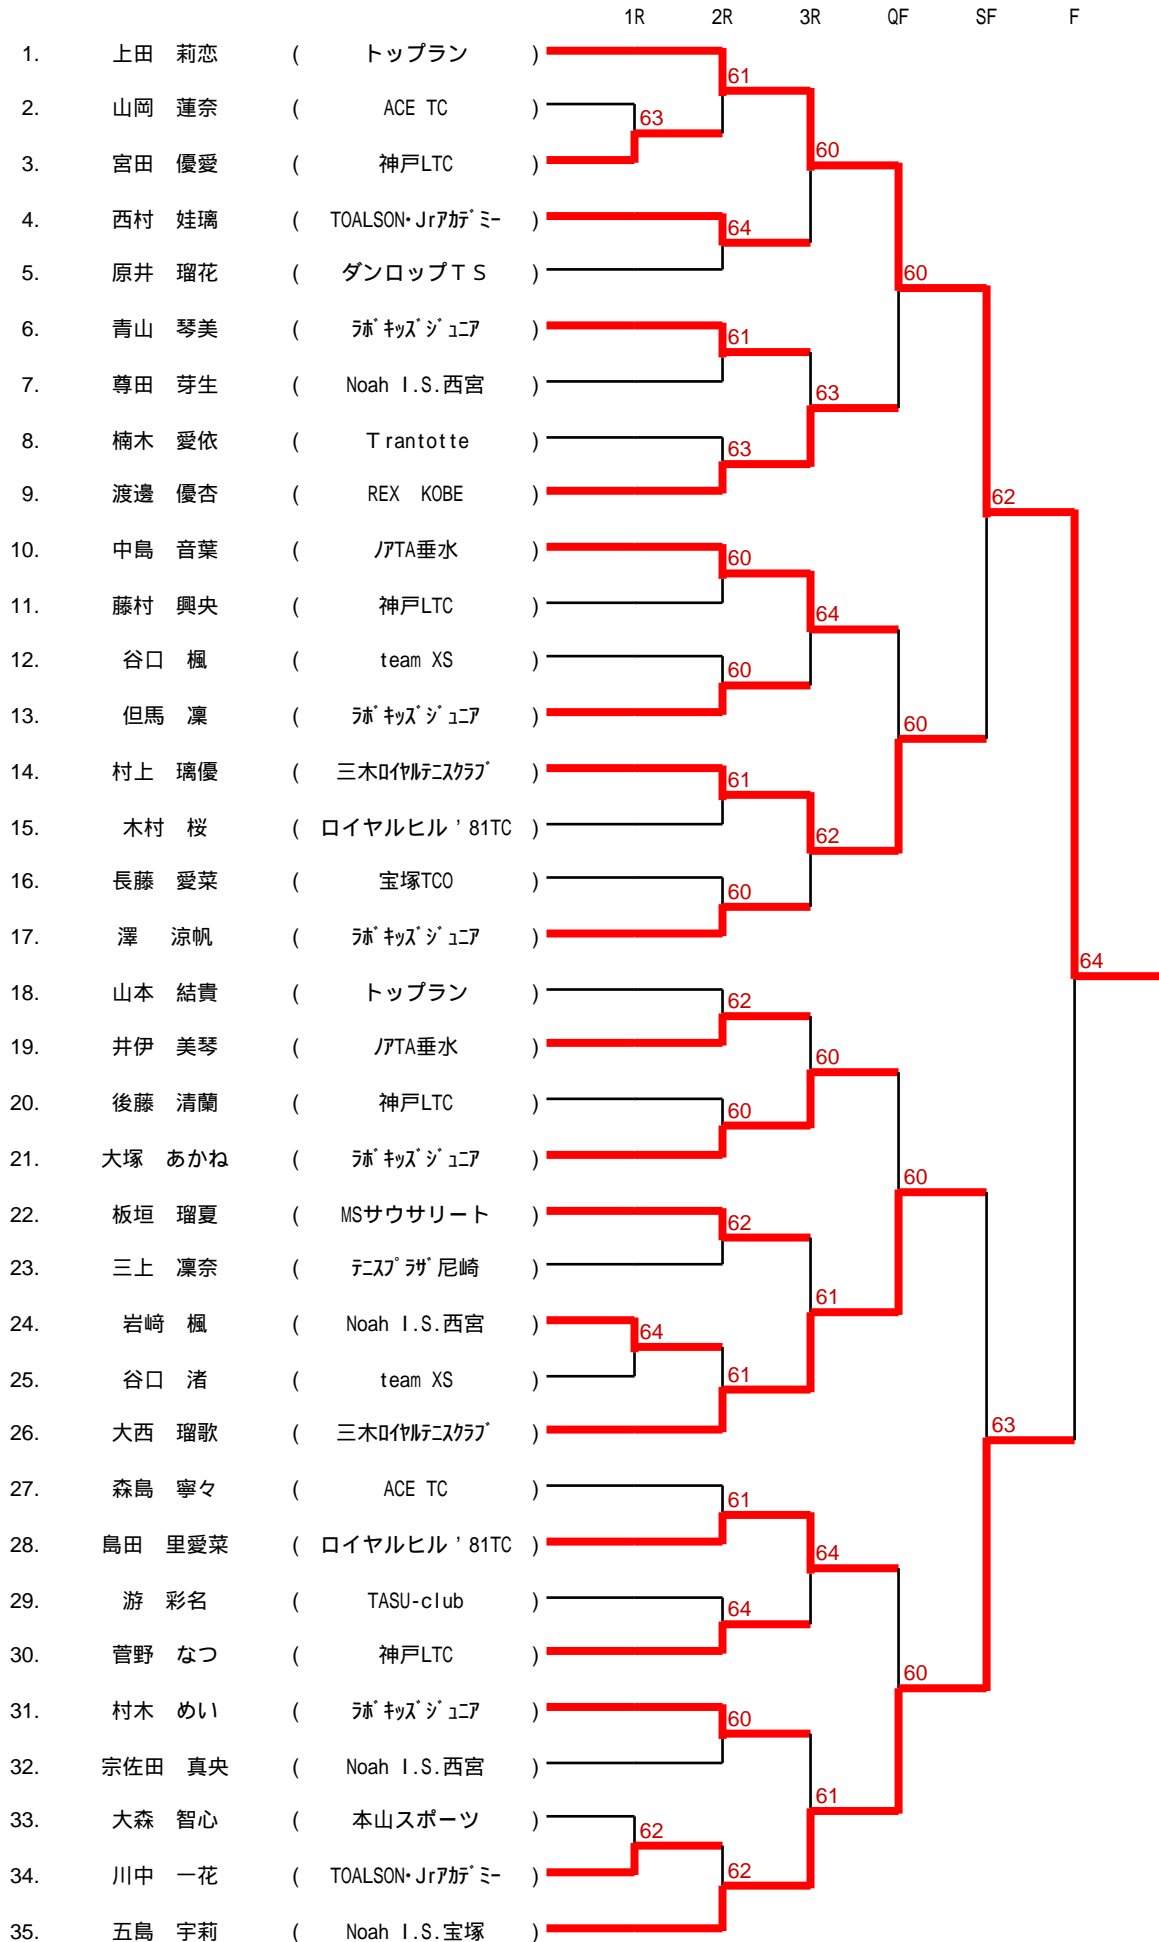 1R 2R 3R QF SF F
1. 上田 莉恋 ( トップラン )
61
2. 山岡 蓮奈 ( ACE TC )
63
3. 宮田 優愛 ( 神戸LTC )
60
4. 西村 娃璃 ( TOALSON・Jrｱｶﾃﾞﾐｰ )
64
5. 原井 瑠花 ( ダンロップＴＳ )
60
6. 青山 琴美 ( ﾗﾎﾞｷｯｽﾞｼﾞｭﾆｱ )
61
7. 尊田 芽生 ( Noah I.S.西宮 )
63
8. 楠木 愛依 ( Ｔrantotte )
63
9. 渡邊 優杏 ( REX KOBE )
62
10. 中島 音葉 ( ﾉｱTA垂水 )
60
11. 藤村 興央 ( 神戸LTC )
64
12. 谷口 楓 ( team XS )
60
13. 但馬 凜 ( ﾗﾎﾞｷｯｽﾞｼﾞｭﾆｱ )
60
14. 村上 璃優 ( 三木ﾛｲﾔﾙﾃﾆｽｸﾗﾌﾞ )
61
15. 木村 桜 ( ロイヤルヒル’81TC )
62
16. 長藤 愛菜 ( 宝塚TCO )
60
17. 澤 涼帆 ( ﾗﾎﾞｷｯｽﾞｼﾞｭﾆｱ )
64
18. 山本 結貴 ( トップラン )
62
19. 井伊 美琴 ( ﾉｱTA垂水 )
60
20. 後藤 清蘭 ( 神戸LTC )
60
21. 大塚 あかね ( ﾗﾎﾞｷｯｽﾞｼﾞｭﾆｱ )
60
22. 板垣 瑠夏 ( MSサウサリート )
62
23. 三上 凜奈 ( ﾃﾆｽﾌﾟﾗｻﾞ尼崎 )
61
24. 岩﨑 楓 ( Noah I.S.西宮 )
64
25. 谷口 渚 ( team XS )
61
26. 大西 瑠歌 ( 三木ﾛｲﾔﾙﾃﾆｽｸﾗﾌﾞ )
63
27. 森島 寧々 ( ACE TC )
61
28. 島田 里愛菜 ( ロイヤルヒル’81TC )
64
29. 游 彩名 ( TASU-club )
64
30. 菅野 なつ ( 神戸LTC )
60
31. 村木 めい ( ﾗﾎﾞｷｯｽﾞｼﾞｭﾆｱ )
60
32. 宗佐田 真央 ( Noah I.S.西宮 )
61
33. 大森 智心 ( 本山スポーツ )
62
34. 川中 一花 ( TOALSON・Jrｱｶﾃﾞﾐｰ )
62
35. 五島 宇莉 ( Noah I.S.宝塚 )